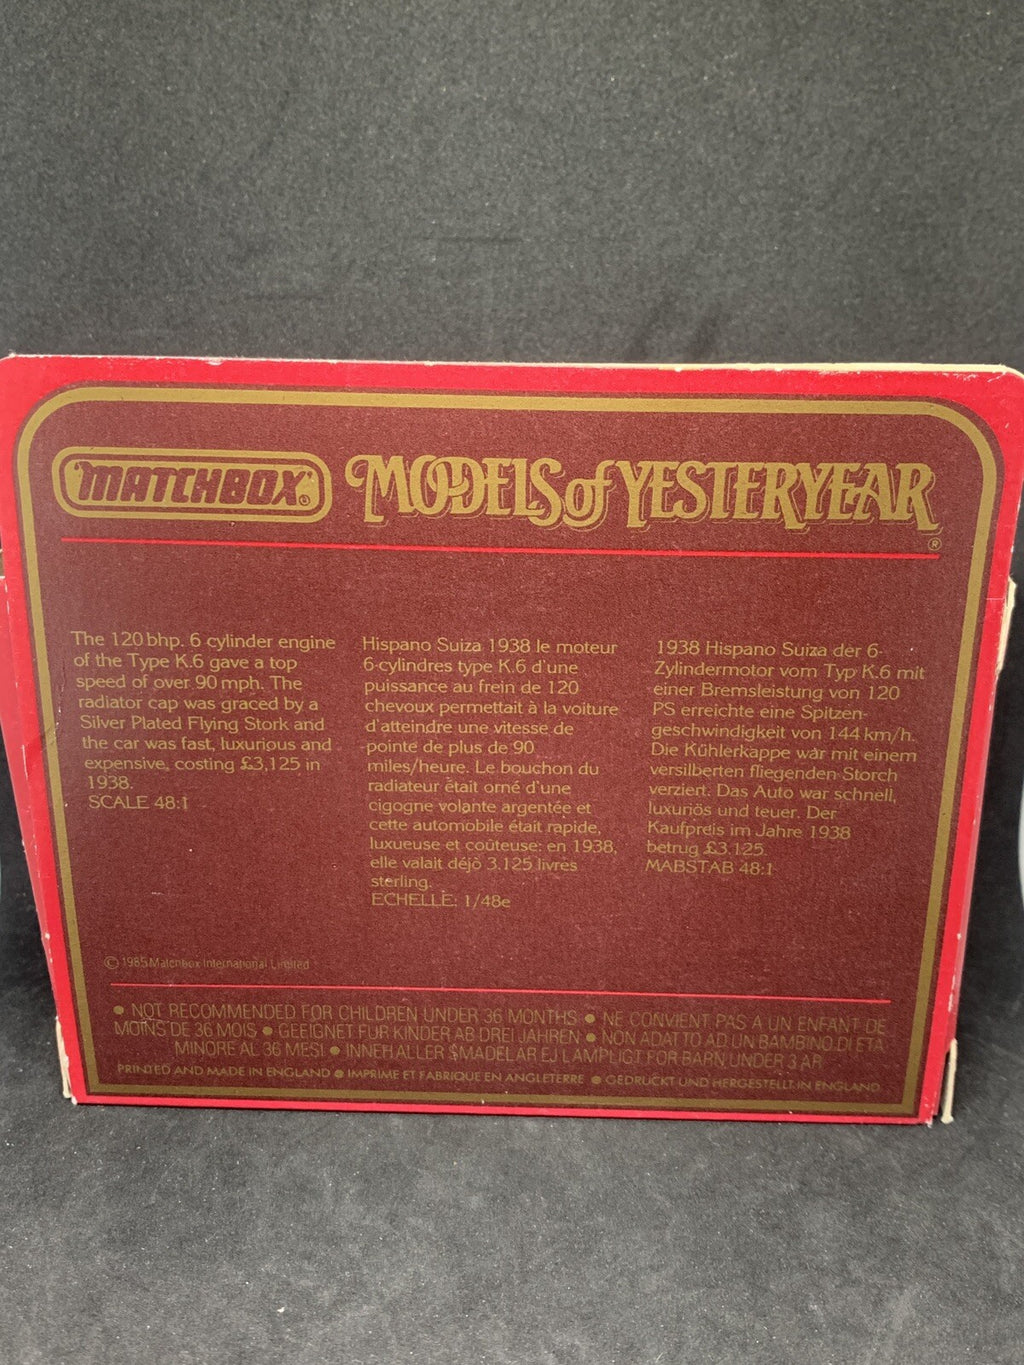 MATCHBOX®
MODELS of YESTERYEAR®
The 120 bhp. 6 cylinder engine
of the Type K.6 gave a top
speed of over 90 mph. The
radiator cap was graced by a
Silver Plated Flying Stork and
the car was fast, luxurious and
expensive, costing £3,125 in
1938.
SCALE 48:1
Hispano Suiza 1938 le moteur
6-cylindres type K.6 d'une
puissance au frein de 120
chevoux permettait à la voiture
d'atteindre une vitesse de
pointe de plus de 90
miles/heure. Le bouchon du
radiateur était orné d'une
cigogne volante argentée et
cette automobile était rapide,
luxueuse et coûteuse: en 1938,
elle valait déjò 3.125 livres
sterling.
ECHELLE: 1/48e
1938 Hispano Suiza der 6-
Zylindermotor vom Typ K.6 mit
einer Bremsleistung von 120
PS erreichte eine Spitzen-
geschwindigkeit von 144 km/h.
Die Kühlerkappe war mit einem
versilberten fliegenden Storch
verziert. Das Auto war schnell,
luxuriös und teuer. Der
Kaufpreis im Jahre 1938
betrug £3.125.
MABSTAB 48:1
© 1985 Matchbox International Limited
● NOT RECOMMENDED FOR CHILDREN UNDER 36 MONTHS ● NE CONVIENT PAS A UN ENFANT DE
MOINS DE 36 MOIS ● GEEIGNET FUR KINDER AB DREI JAHREN ● NON ADATTO AD UN BAMBINO DI ETA
MINORE AL 36 MESI ● INNEHALLER SMADELAR EJ LAMPLIGT FOR BARN UNDER 3 AR
PRINTED AND MADE IN ENGLAND ● IMPRIME ET FABRIQUE EN ANGLETERRE ● GEDRUCKT UND HERGESTELLT IN ENGLAND